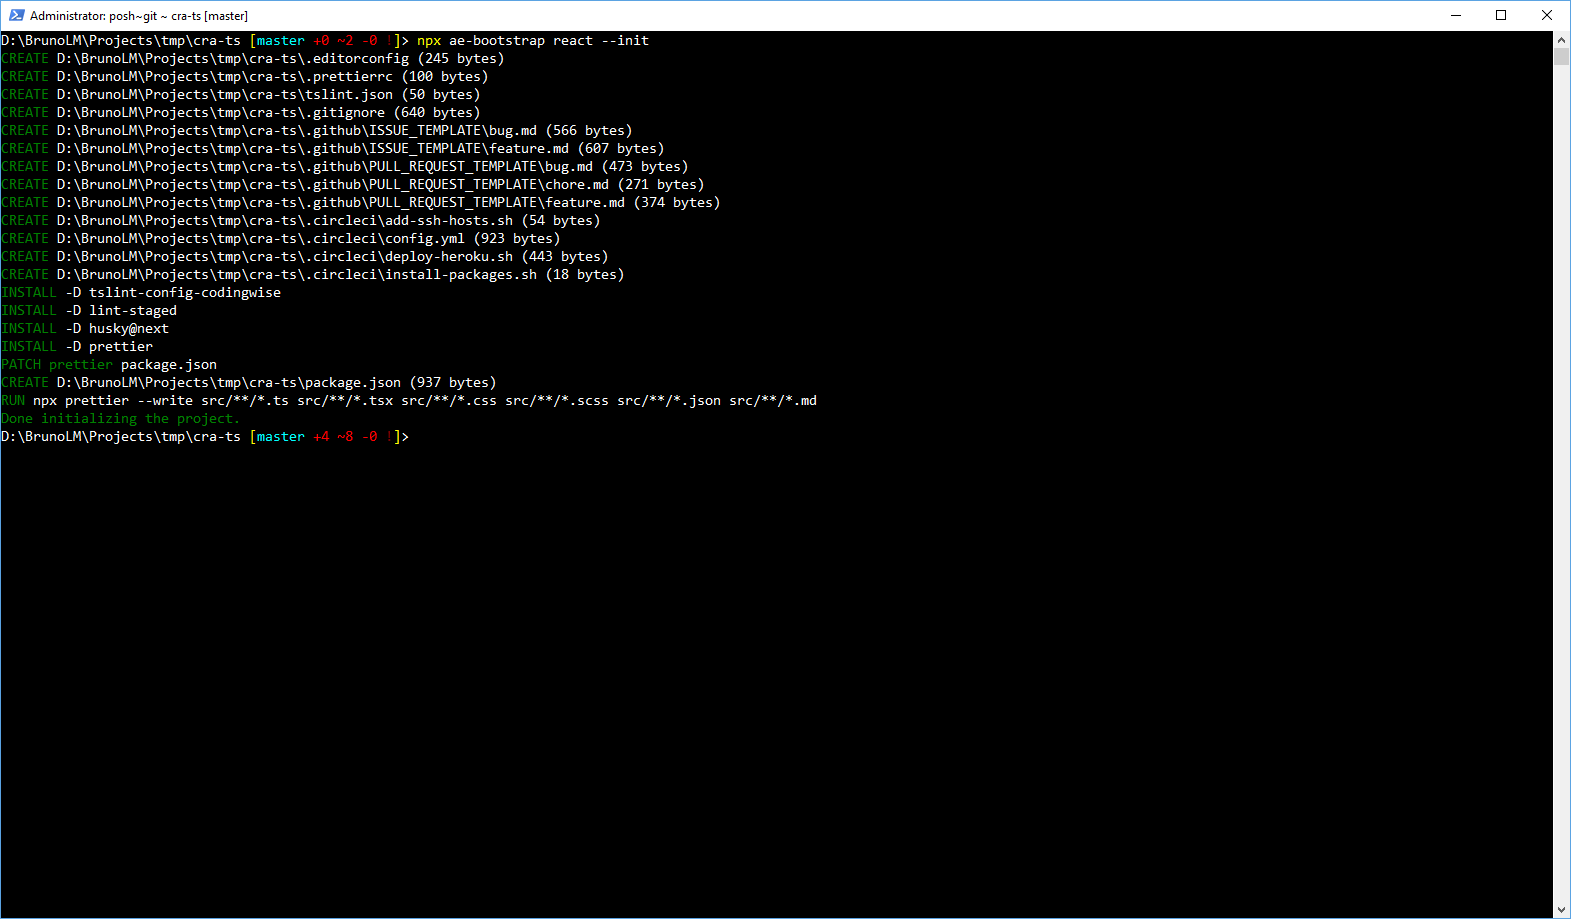 Administrator: posh~git ~ cra-ts [master]
D:\BrunoLM\Projects\tmp\cra-ts [master +0 ~2 -0 !]> npx ae-bootstrap react --init
CREATE D:\BrunoLM\Projects\tmp\cra-ts\.editorconfig (245 bytes)
CREATE D:\BrunoLM\Projects\tmp\cra-ts\.prettierrc (100 bytes)
CREATE D:\BrunoLM\Projects\tmp\cra-ts\tslint.json (50 bytes)
CREATE D:\BrunoLM\Projects\tmp\cra-ts\.gitignore (640 bytes)
CREATE D:\BrunoLM\Projects\tmp\cra-ts\.github\ISSUE_TEMPLATE\bug.md (566 bytes)
CREATE D:\BrunoLM\Projects\tmp\cra-ts\.github\ISSUE_TEMPLATE\feature.md (607 bytes)
CREATE D:\BrunoLM\Projects\tmp\cra-ts\.github\PULL_REQUEST_TEMPLATE\bug.md (473 bytes)
CREATE D:\BrunoLM\Projects\tmp\cra-ts\.github\PULL_REQUEST_TEMPLATE\chore.md (271 bytes)
CREATE D:\BrunoLM\Projects\tmp\cra-ts\.github\PULL_REQUEST_TEMPLATE\feature.md (374 bytes)
CREATE D:\BrunoLM\Projects\tmp\cra-ts\.circleci\add-ssh-hosts.sh (54 bytes)
CREATE D:\BrunoLM\Projects\tmp\cra-ts\.circleci\config.yml (923 bytes)
CREATE D:\BrunoLM\Projects\tmp\cra-ts\.circleci\deploy-heroku.sh (443 bytes)
CREATE D:\BrunoLM\Projects\tmp\cra-ts\.circleci\install-packages.sh (18 bytes)
INSTALL -D tslint-config-codingwise
INSTALL -D lint-staged
INSTALL -D husky@next
INSTALL -D prettier
PATCH prettier package.json
CREATE D:\BrunoLM\Projects\tmp\cra-ts\package.json (937 bytes)
RUN npx prettier --write src/**/*.ts src/**/*.tsx src/**/*.css src/**/*.scss src/**/*.json src/**/*.md
Done initializing the project.
D:\BrunoLM\Projects\tmp\cra-ts [master +4 ~8 -0 !]>